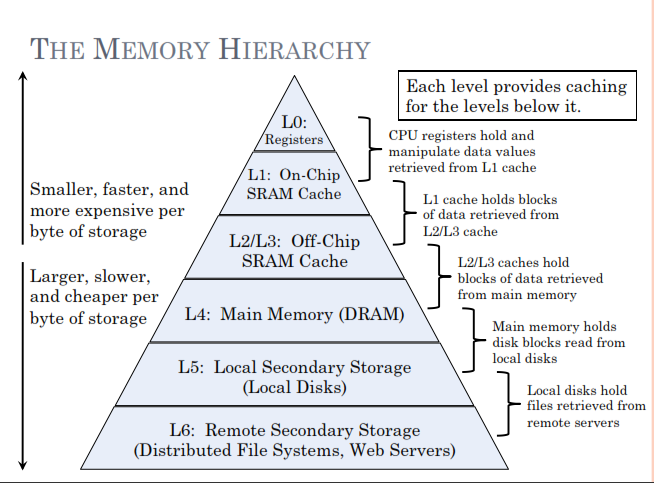 THE MEMORY HIERARCHY
Each level provides caching
for the levels below it.
L0:
Registers
CPU registers hold and
manipulate data values
retrieved from L1 cache
L1: On-Chip
SRAM Cache
Smaller, faster, and
more expensive per
byte of storage
L1 cache holds blocks
of data retrieved from
L2/L3 cache
L2/L3: Off-Chip
SRAM Cache
L2/L3 caches hold
blocks of data retrieved
from main memory
Larger, slower,
and cheaper per
byte of storage
L4: Main Memory (DRAM)
Main memory holds
disk blocks read from
local disks
L5: Local Secondary Storage
(Local Disks)
Local disks hold
files retrieved from
remote servers
L6: Remote Secondary Storage
(Distributed File Systems, Web Servers)